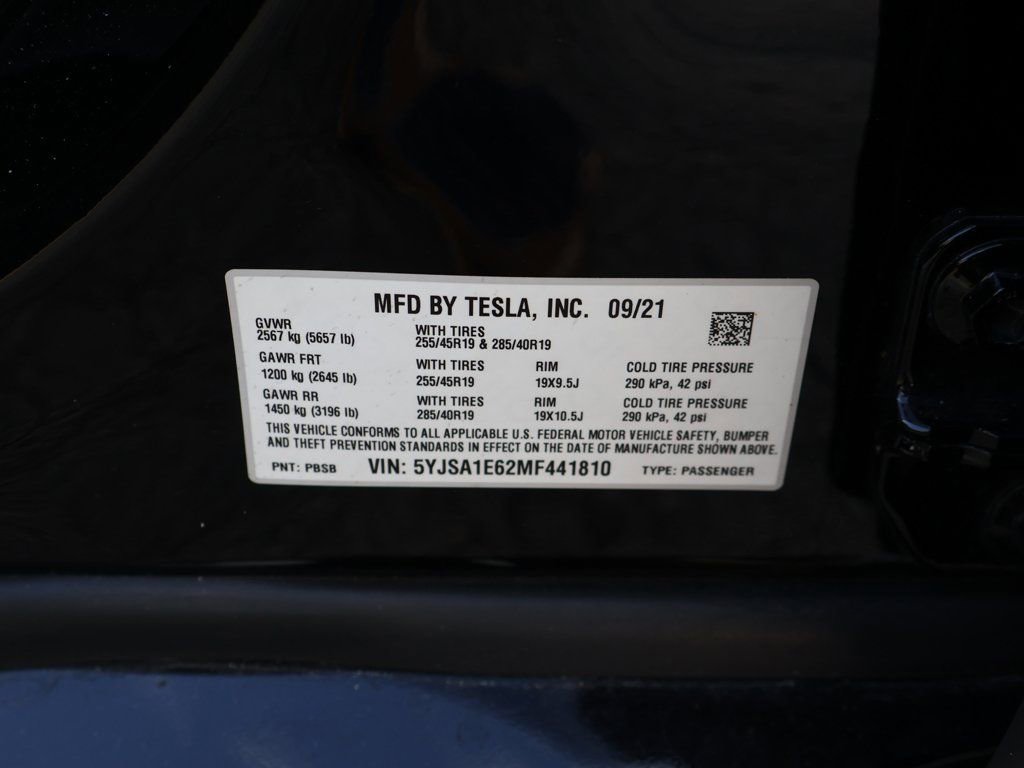 MFD BY TESLA, INC. 09/21
GVWR
2567 kg (5657 lb)
WITH TIRES
255/45R19 & 285/40R19
GAWR FRT
1200 kg (2645 lb)
WITH TIRES
255/45R19
RIM
19X9.5J
COLD TIRE PRESSURE
290 kPa, 42 psi
GAWR RR
1450 kg (3196 lb)
WITH TIRES
285/40R19
RIM
19X10.5J
COLD TIRE PRESSURE
290 kPa, 42 psi
THIS VEHICLE CONFORMS TO ALL APPLICABLE U.S. FEDERAL MOTOR VEHICLE SAFETY, BUMPER
AND THEFT PREVENTION STANDARDS IN EFFECT ON THE DATE OF MANUFACTURE SHOWN ABOVE.
PNT: PBSB VIN: 5YJSA1E62MF441810 TYPE: PASSENGER